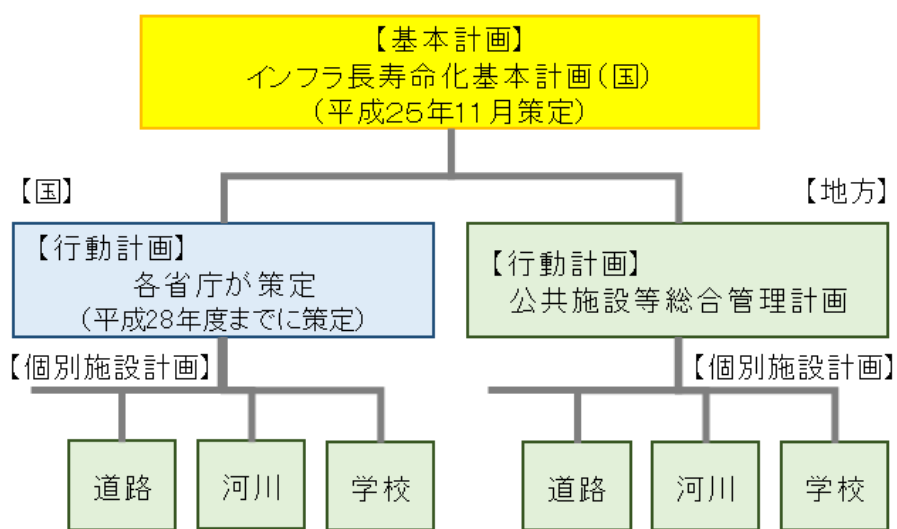 【基本計画】
インフラ長寿命化基本計画(国)
(平成25年11月策定)
【国】
【地方】
【行動計画】
各省庁が策定
(平成28年度までに策定)
【行動計画】
公共施設等総合管理計画
【個別施設計画】
【個別施設計画】
道路
河川
学校
道路
河川
学校